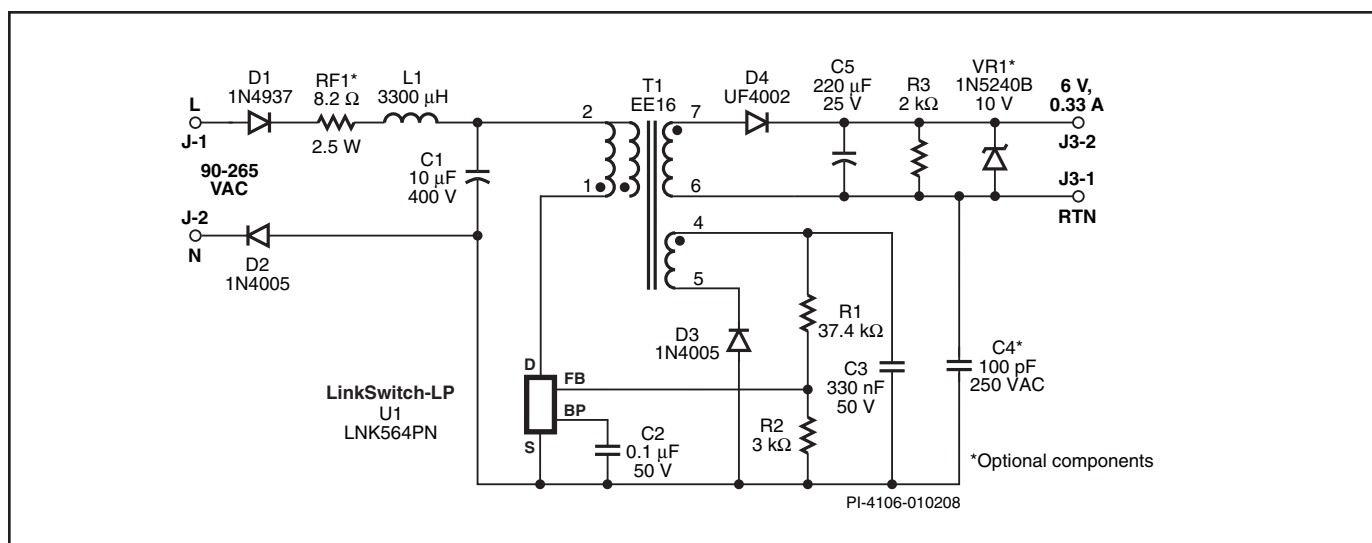 D1
1N4937
RF1*
8.2 Ω
2.5 W
L1
3300 µH
T1
EE16
D4
UF4002
C5
220 µF
25 V
R3
2 kΩ
VR1*
1N5240B
10 V
6 V,
0.33 A
J3-2
L
J-1
90-265
VAC
J-2
N
D2
1N4005
C1
10 µF
400 V
2
1
7
6
4
5
J3-1
RTN
D3
1N4005
R1
37.4 kΩ
C3
330 nF
50 V
C4*
100 pF
250 VAC
LinkSwitch-LP
U1
LNK564PN
D
FB
BP
S
C2
0.1 µF
50 V
R2
3 kΩ
*Optional components
PI-4106-010208